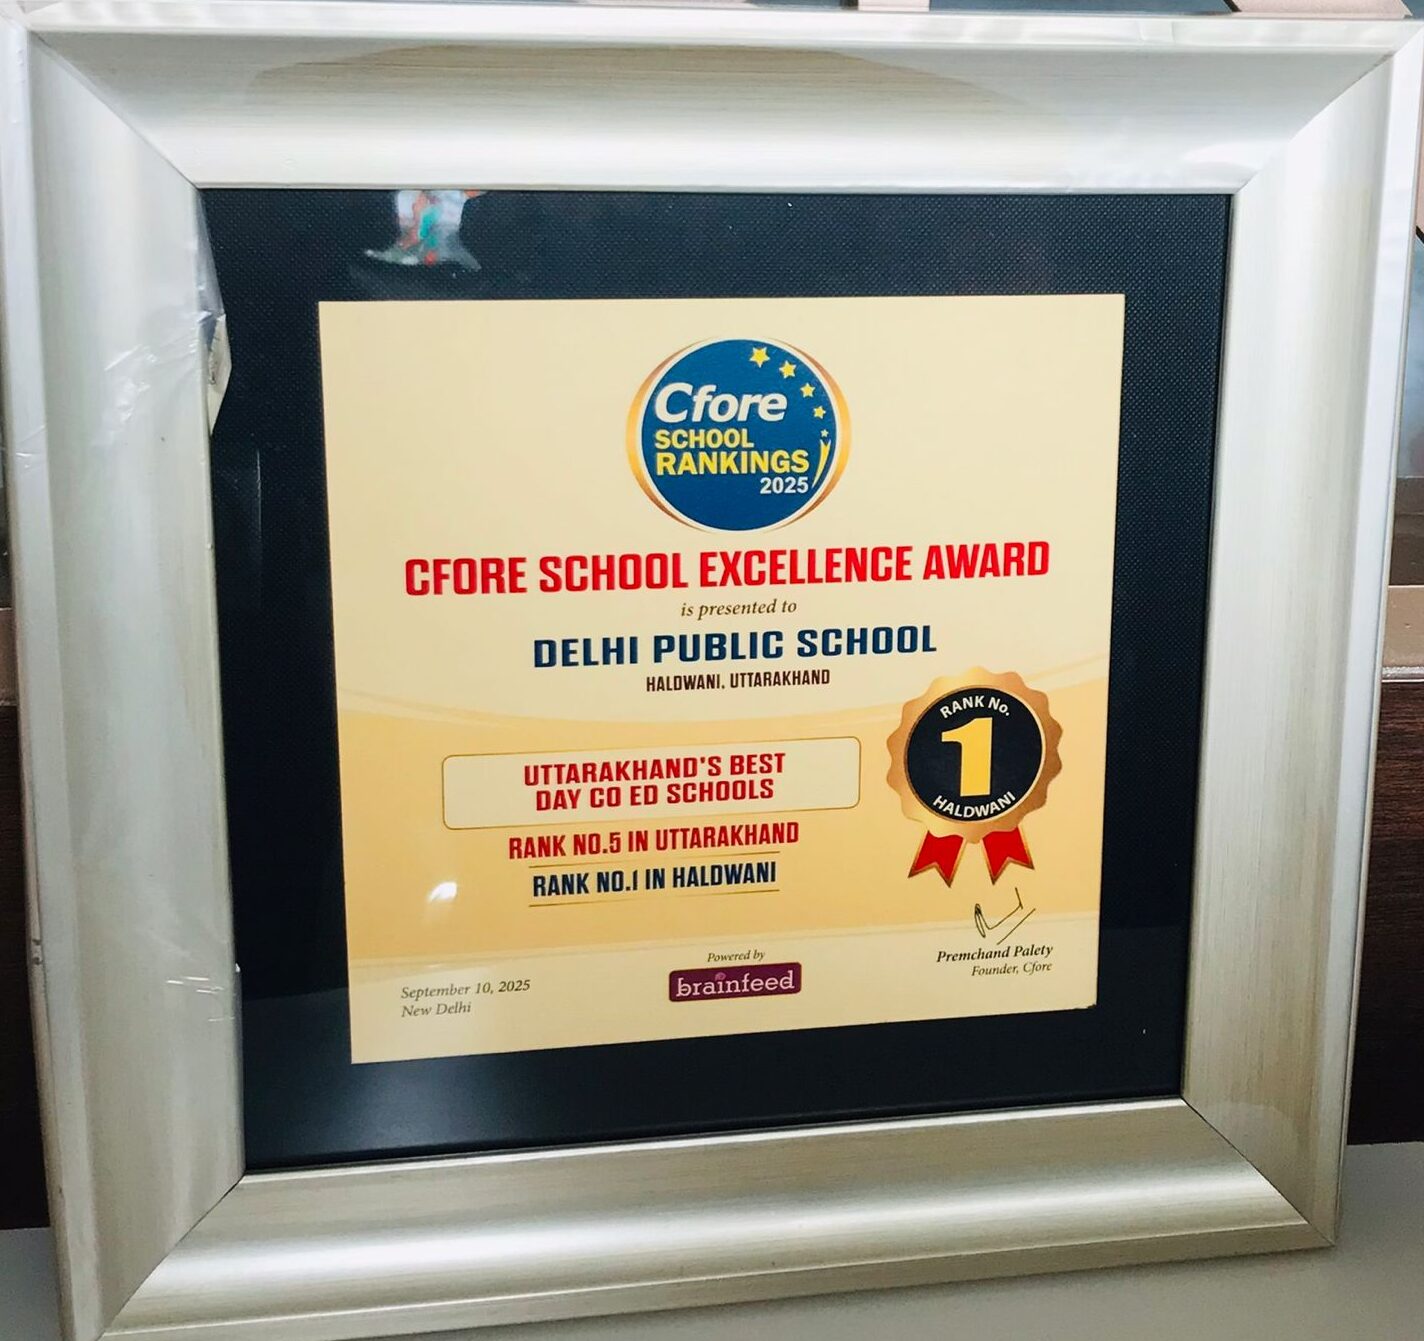 Cfore
SCHOOL
RANKINGS
2025
CFORE SCHOOL EXCELLENCE AWARD
is presented to
DELHI PUBLIC SCHOOL
HALDWANI, UTTARAKHAND
RANK No.
1
HALDWANI
UTTARAKHAND'S BEST
DAY CO ED SCHOOLS
RANK NO.5 IN UTTARAKHAND
RANK NO.1 IN HALDWANI
Premchand Palety
Founder, Cfore
Powered by
brainfeed
September 10, 2025
New Delhi